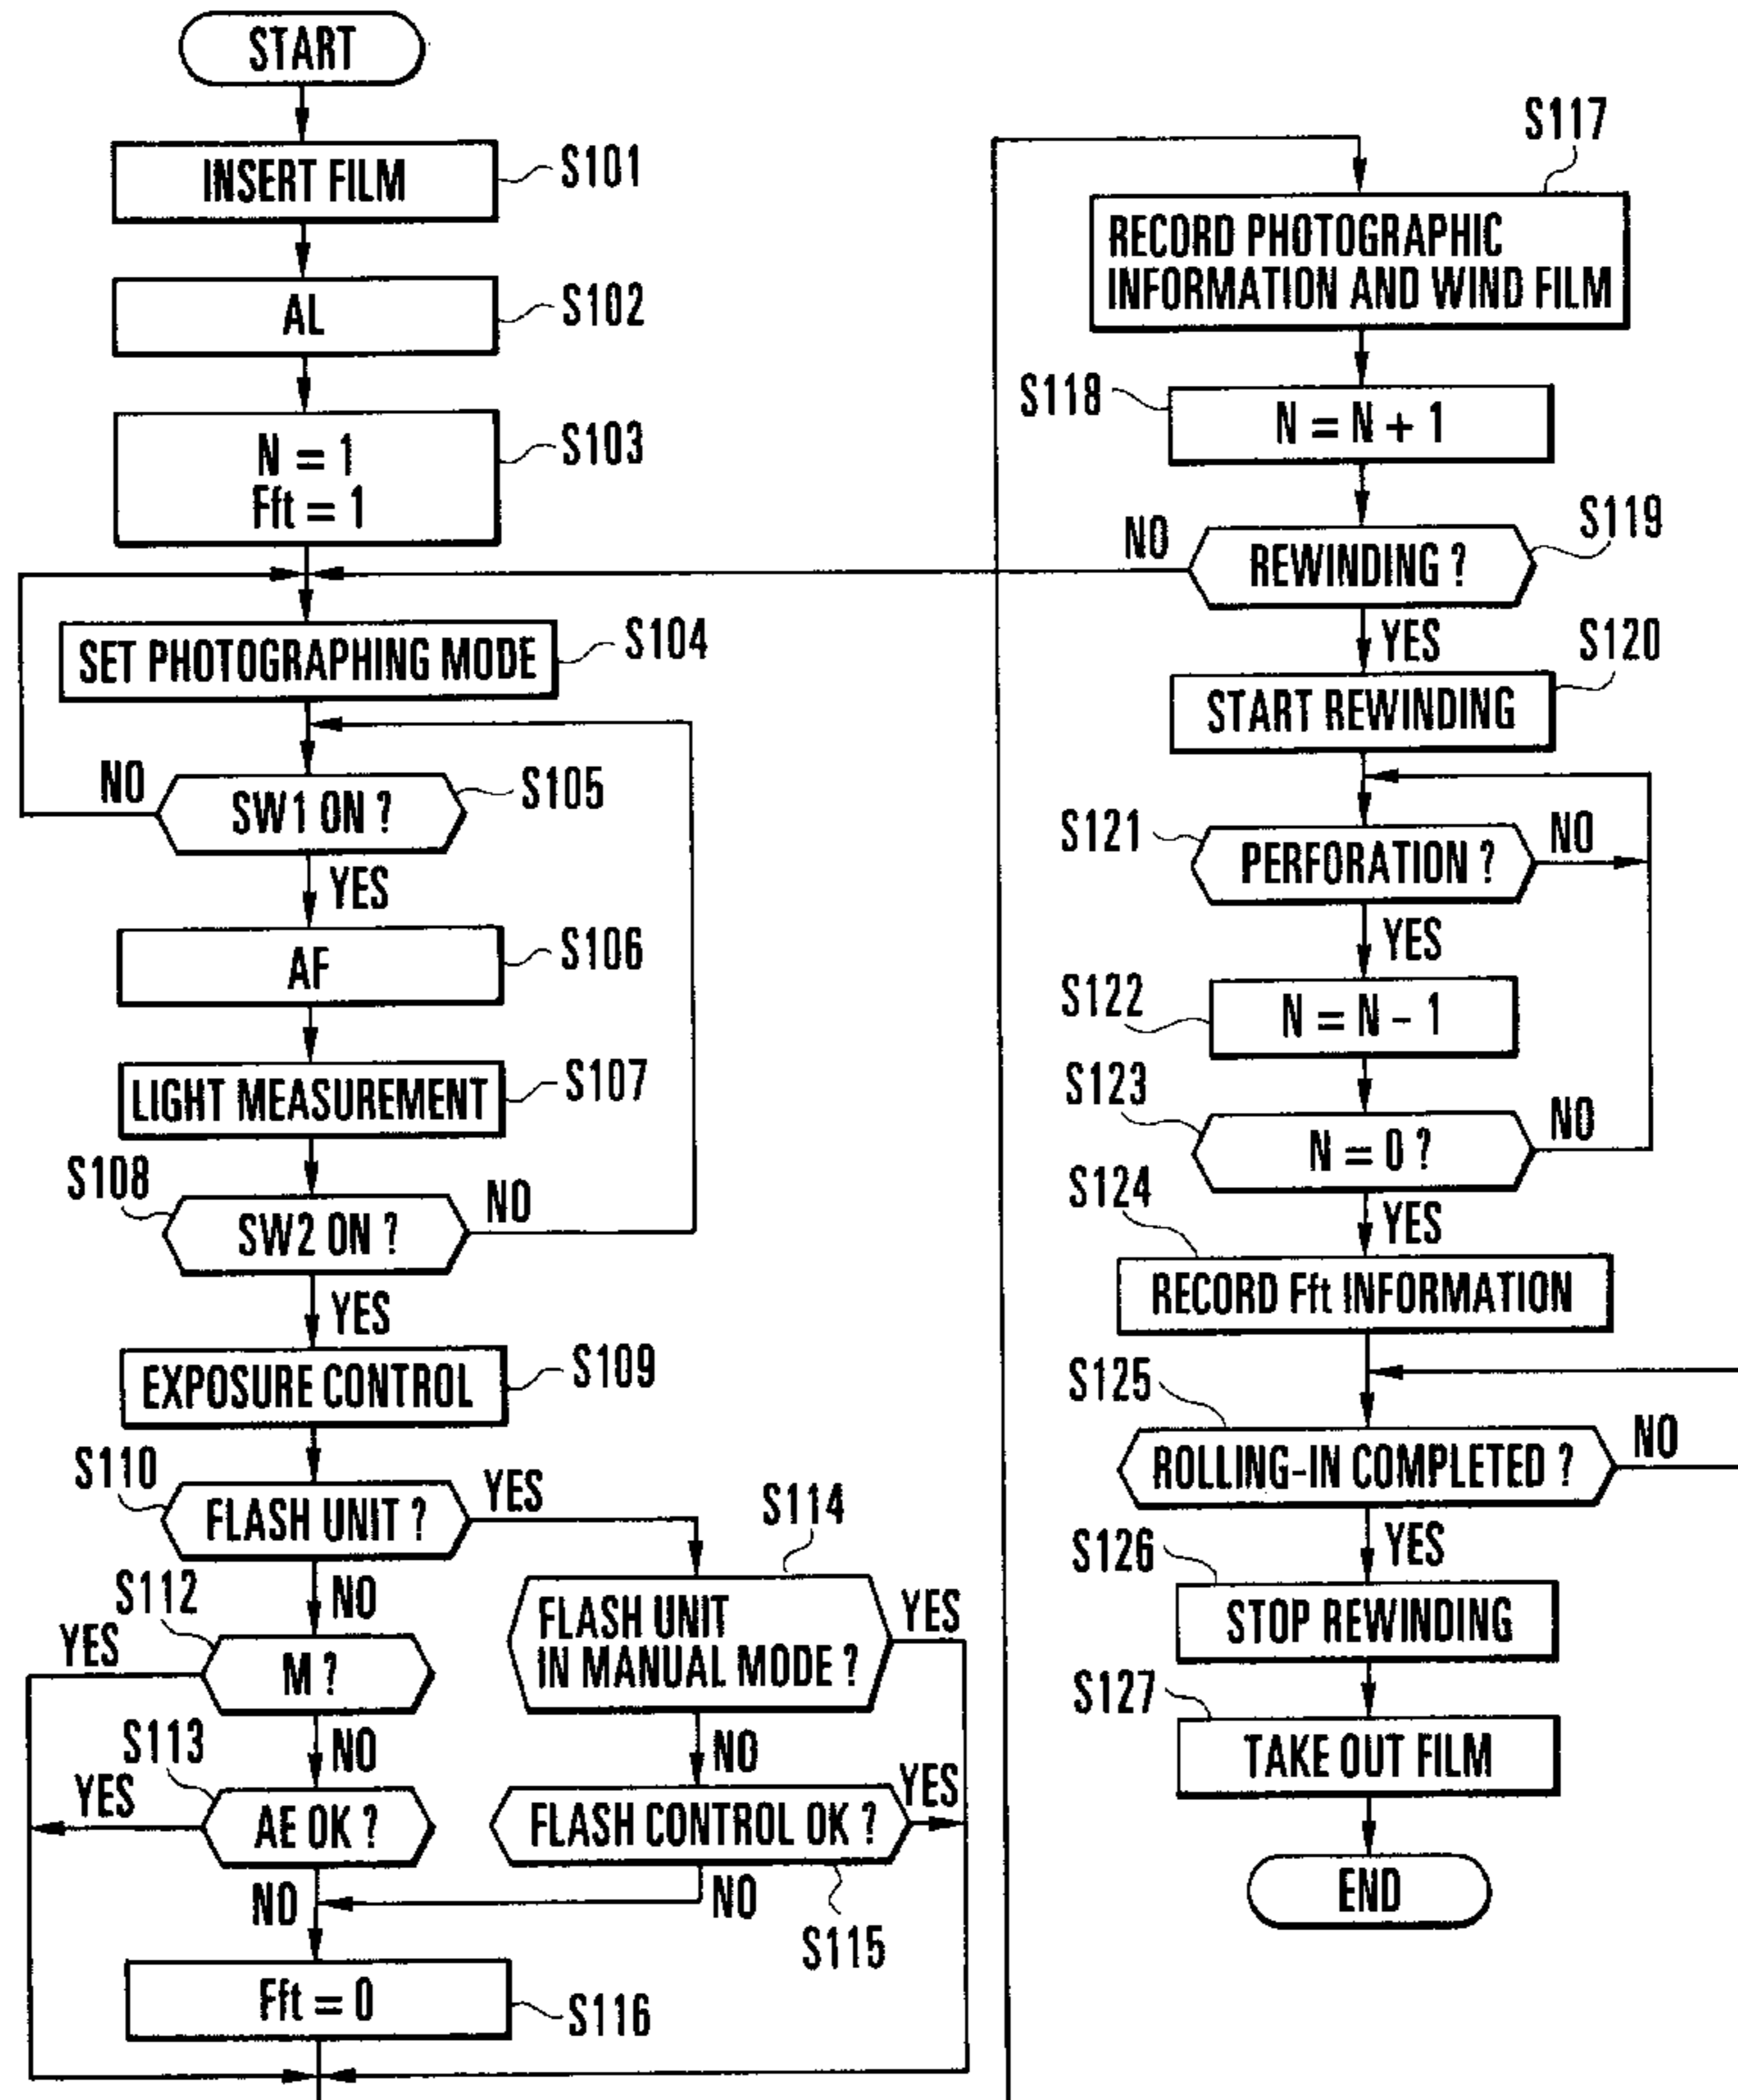 START
INSERT FILM
S101
AL
S102
N = 1
Fft = 1
S103
SET PHOTOGRAPHING MODE
S104
NO
SW1 ON ?
S105
YES
AF
S106
LIGHT MEASUREMENT
S107
S108
SW2 ON ?
NO
YES
EXPOSURE CONTROL
S109
S110
FLASH UNIT ?
YES
NO
S112
YES
M ?
NO
S113
YES
AE OK ?
NO
S114
FLASH UNIT
IN MANUAL MODE ?
YES
NO
FLASH CONTROL OK ?
YES
NO
S115
Fft = 0
S116
S117
RECORD PHOTOGRAPHIC
INFORMATION AND WIND FILM
S118
N = N + 1
NO
REWINDING ?
S119
YES
S120
START REWINDING
S121
PERFORATION ?
NO
YES
S122
N = N - 1
S123
N = 0 ?
NO
YES
S124
RECORD Fft INFORMATION
S125
ROLLING-IN COMPLETED ?
NO
YES
S126
STOP REWINDING
S127
TAKE OUT FILM
END